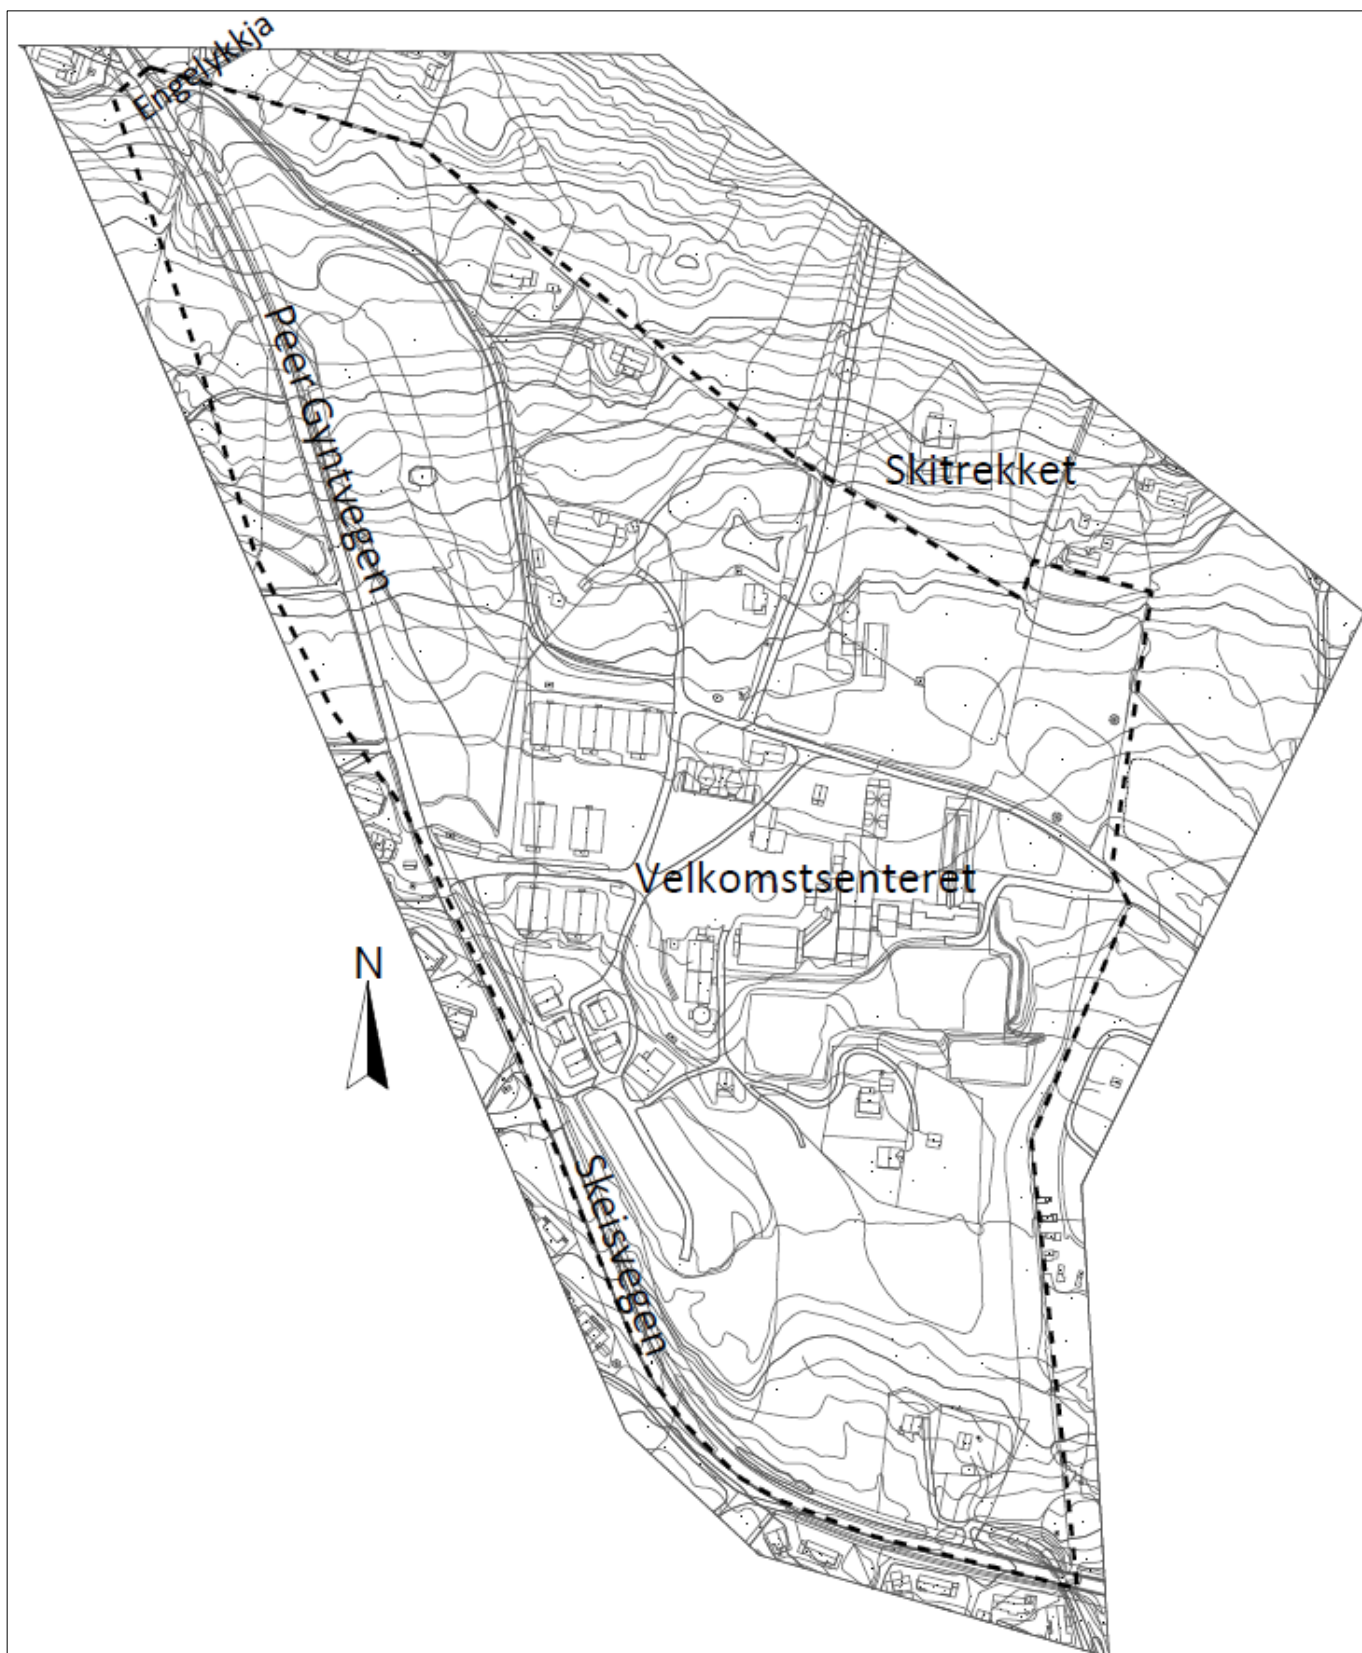 Engelykkja
Peer Gyntvegen
Skitrekket
Velkomstsenteret
N
Skeisvegen